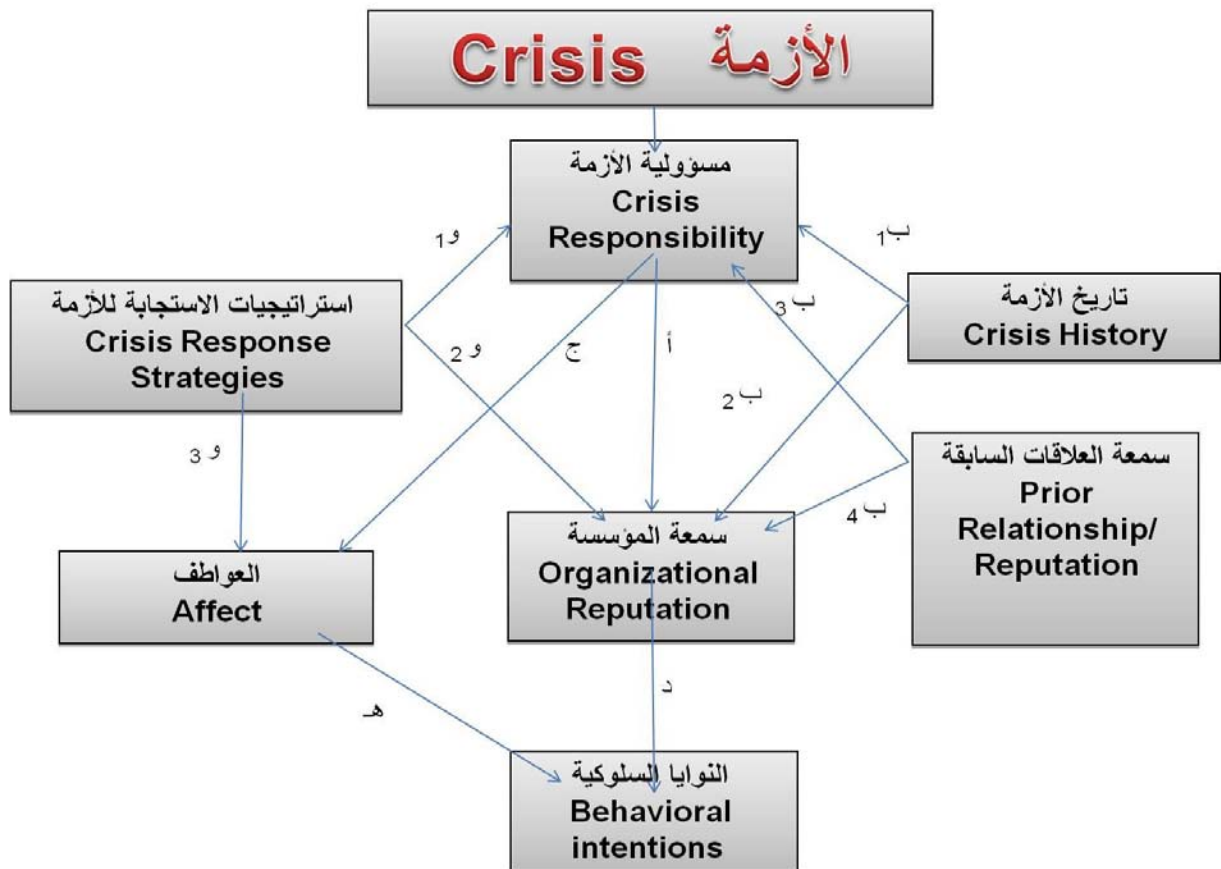 Crisis الأزمة
مسؤولية الأزمة
Crisis
Responsibility
و1
ب1
استراتيجيات الاستجابة للأزمة
Crisis Response
Strategies
تاريخ الأزمة
Crisis History
ب3
و2
ج
أ
ب2
و3
سمعة العلاقات السابقة
Prior
Relationship/
Reputation
ب4
العواطف
Affect
سمعة المؤسسة
Organizational
Reputation
د
هـ
النوايا السلوكية
Behavioral
intentions